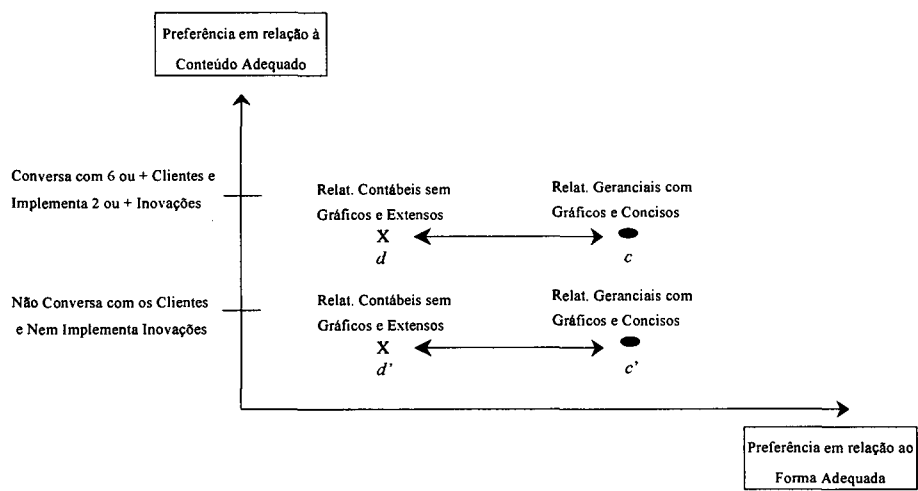 Preferência em relação à
Conteúdo Adequado
Conversa com 6 ou + Clientes e
Implementa 2 ou + Inovações
Relat. Contábeis sem
Gráficos e Extensos
X
d
Relat. Geranciais com
Gráficos e Concisos
c
Não Conversa com os Clientes
e Nem Implementa Inovações
Relat. Contábeis sem
Gráficos e Extensos
X
d'
Relat. Geranciais com
Gráficos e Concisos
c'
Preferência em relação ao
Forma Adequada